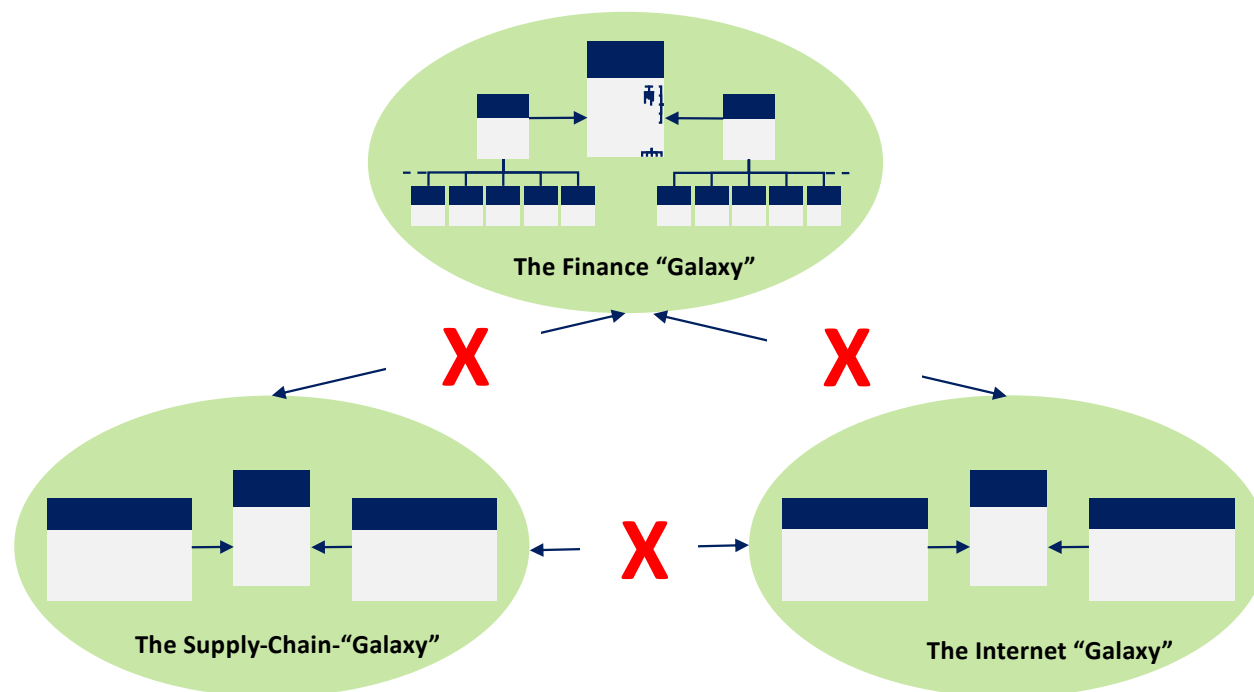 The Finance “Galaxy”
X
X
X
The Supply-Chain-“Galaxy”
The Internet “Galaxy”